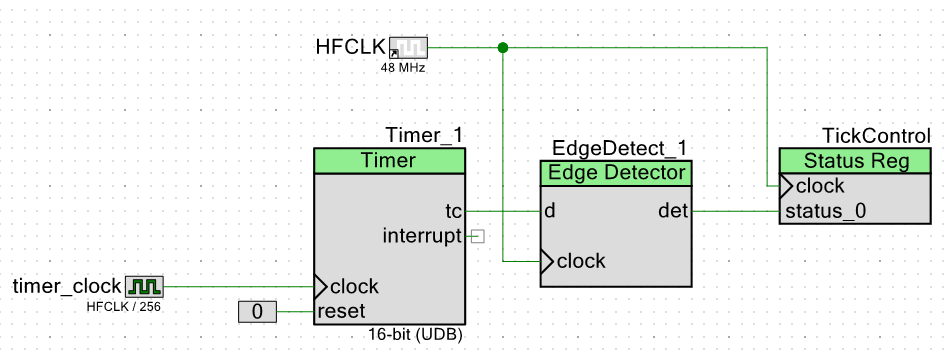 HFCLK
48 MHz
Timer_1
Timer
tc
interrupt
clock
reset
16-bit (UDB)
timer_clock
HFCLK / 256
0
EdgeDetect_1
Edge Detector
d
det
clock
TickControl
Status Reg
clock
status_0